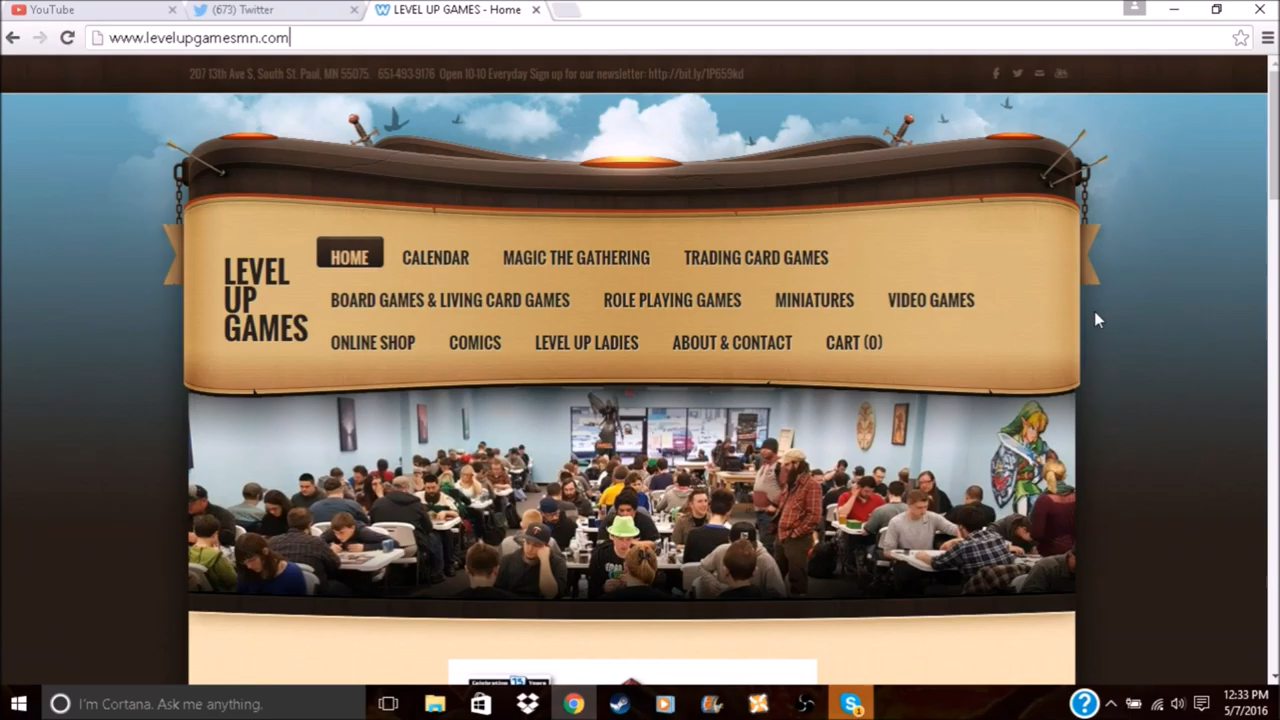 YouTube
(673) Twitter
LEVEL UP GAMES - Home
www.levelupgamesmn.com
207 13th Ave S, South St. Paul, MN 55075. 651-493-9176 Open 10-10 Everyday Sign up for our newsletter: http://bit.ly/1P659kd
LEVEL
UP
GAMES
HOME CALENDAR MAGIC THE GATHERING TRADING CARD GAMES
BOARD GAMES & LIVING CARD GAMES ROLE PLAYING GAMES MINIATURES VIDEO GAMES
ONLINE SHOP COMICS LEVEL UP LADIES ABOUT & CONTACT CART (0)
Celebrating 15 Years
I'm Cortana. Ask me anything.
12:33 PM
5/7/2016